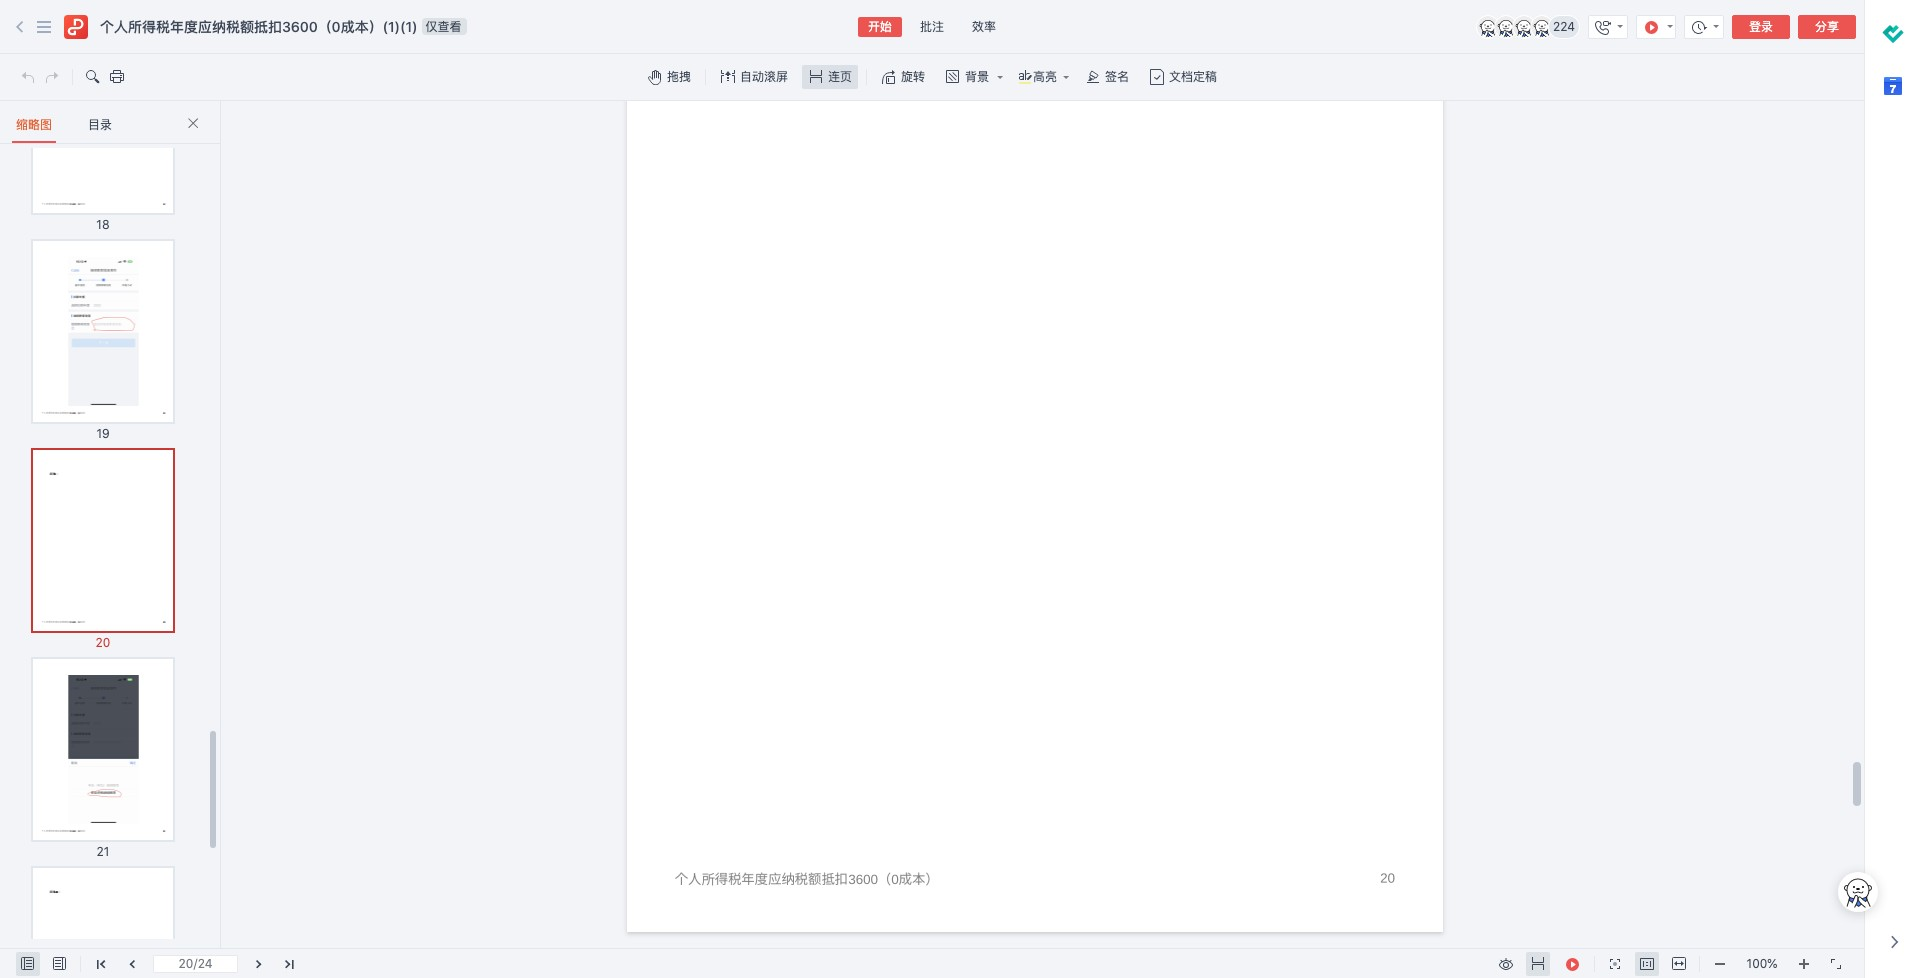 个人所得税年度应纳税额抵扣3600（0成本）(1)(1) 仅查看
开始 批注 效率
224
登录 分享
拖拽 自动滚屏 连页 旋转 背景 高亮 签名 文档定稿
7
缩略图 目录
18
19
20
21
个人所得税年度应纳税额抵扣3600（0成本） 20
20/24
100%